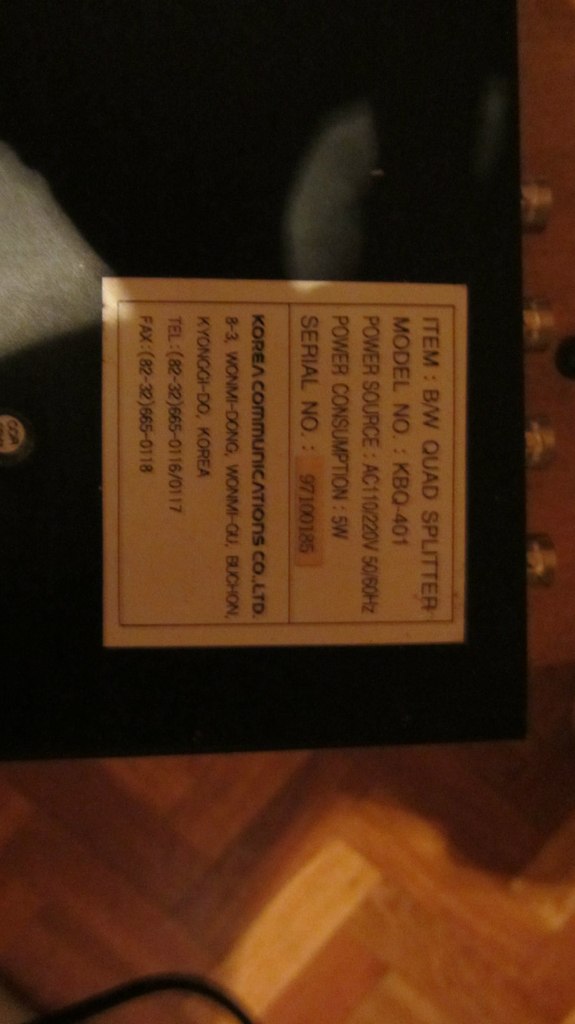 ITEM : B/W QUAD SPLITTER
MODEL NO. : KBQ-401
POWER SOURCE : AC110/220V 50/60Hz
POWER CONSUMPTION : 5W
SERIAL NO. : 97100185
KOREA COMMUNICATIONS CO.,LTD.
8-3, WONMI-DONG, WONMI-GU, BUCHON,
KYONGGI-DO, KOREA
TEL : (82-32)665-0116/0117
FAX : (82-32)665-0118